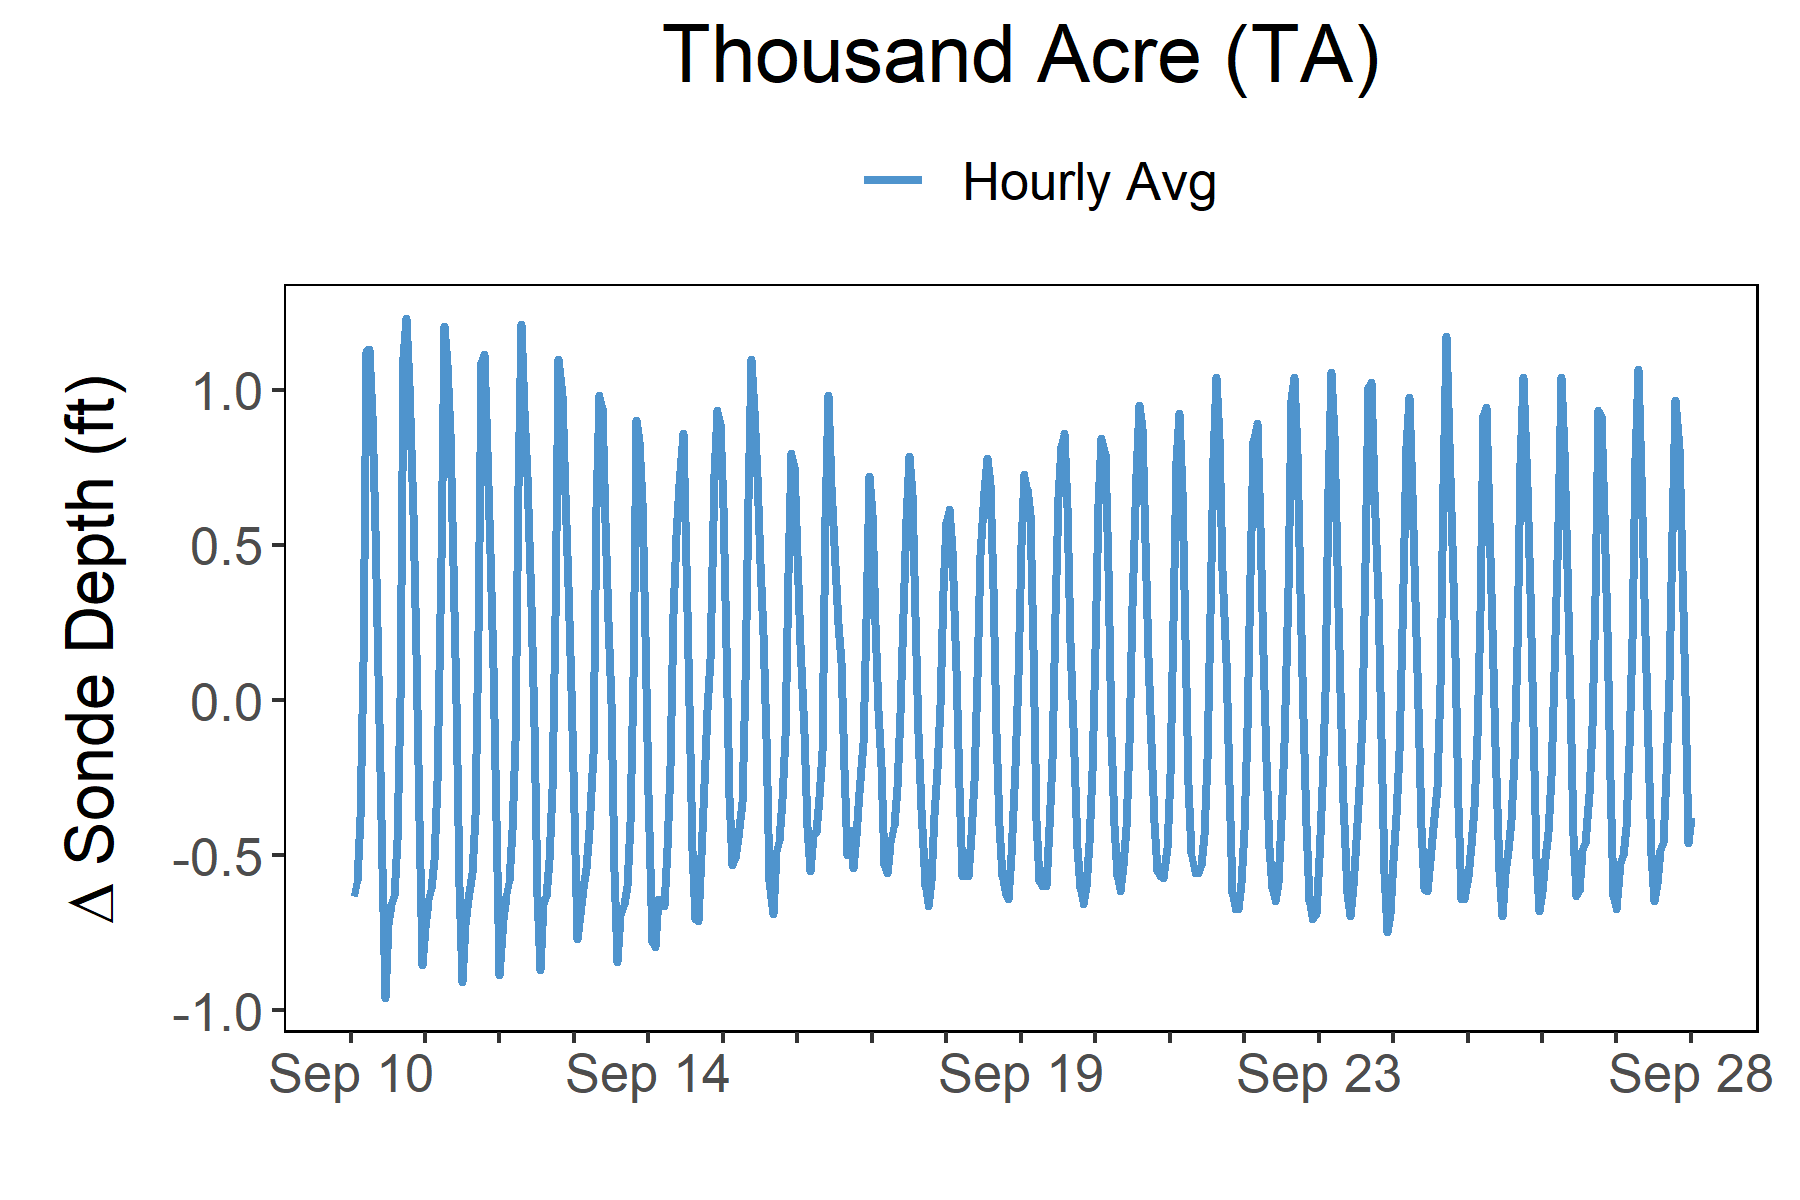 Thousand Acre (TA)
Hourly Avg
Δ Sonde Depth (ft)
1.0
0.5
0.0
-0.5
-1.0
Sep 10 Sep 14 Sep 19 Sep 23 Sep 28